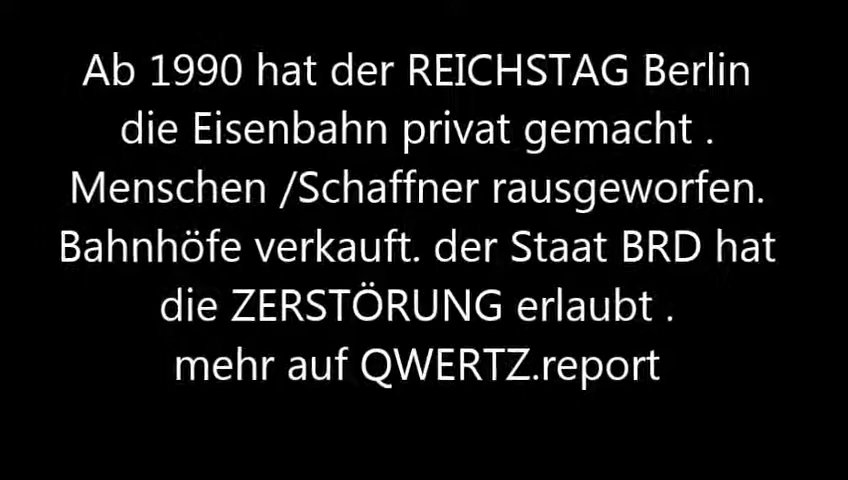 Ab 1990 hat der REICHSTAG Berlin
die Eisenbahn privat gemacht .
Menschen /Schaffner rausgeworfen.
Bahnhöfe verkauft. der Staat BRD hat
die ZERSTÖRUNG erlaubt .
mehr auf QWERTZ.report